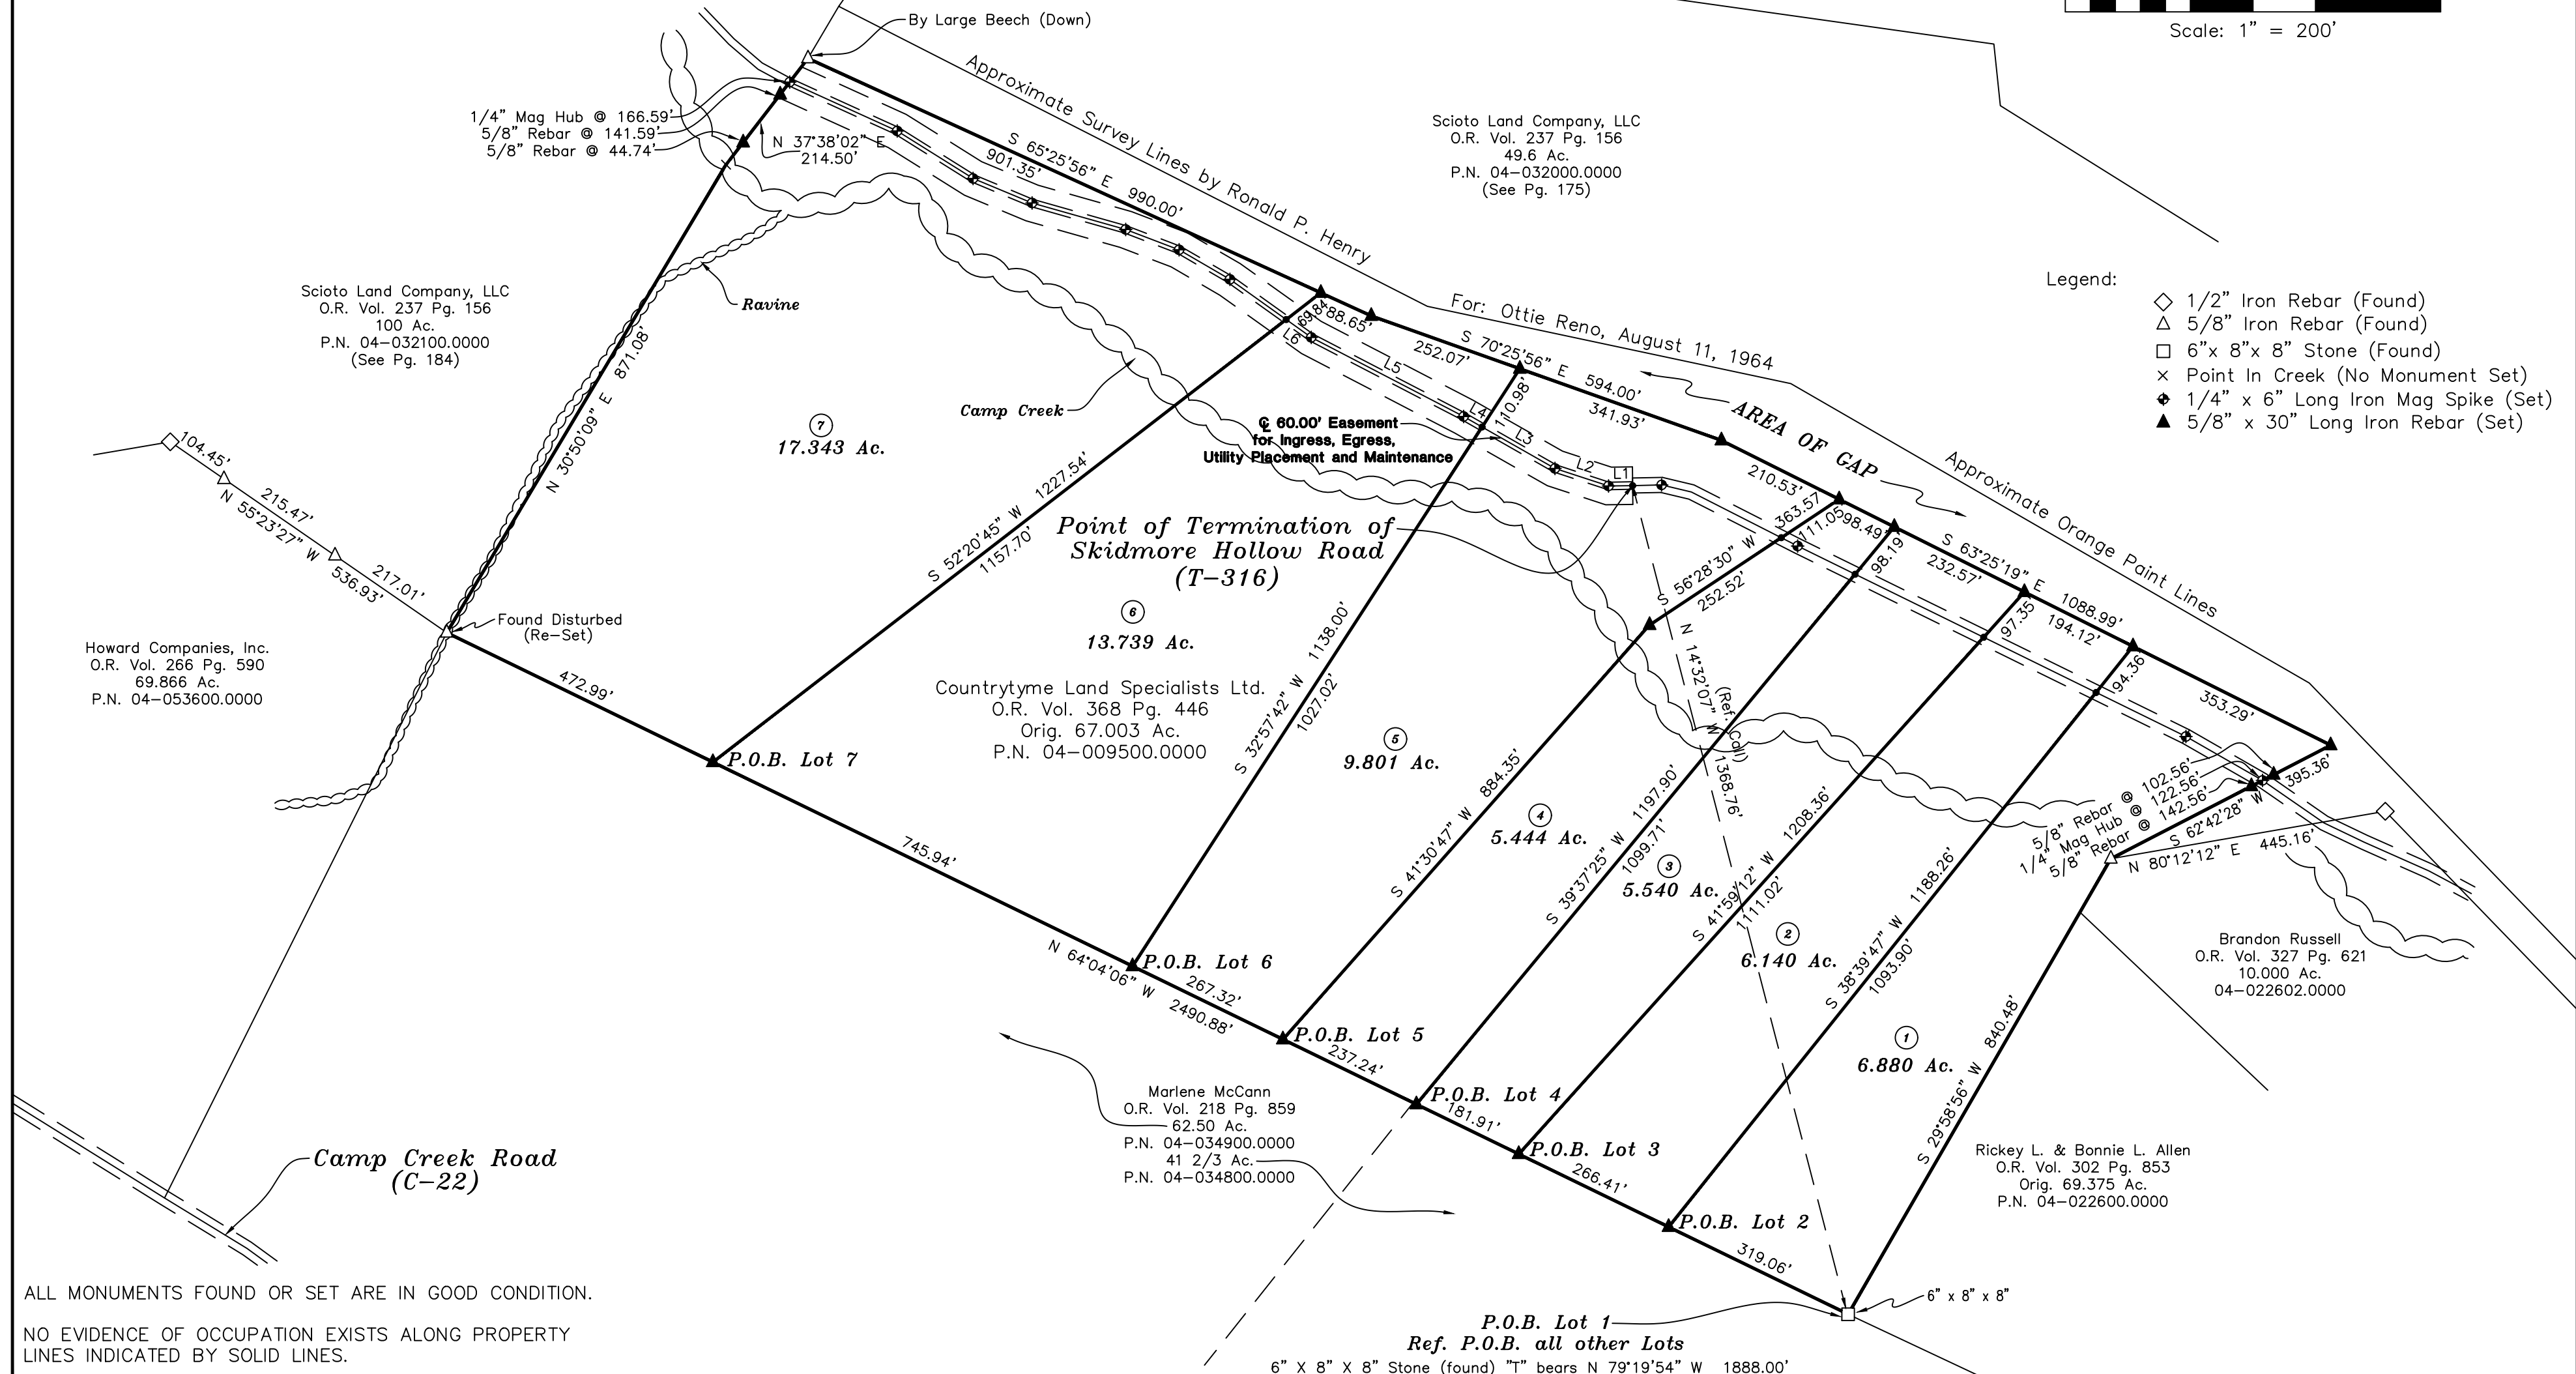 By Large Beech (Down)
Scale: 1" = 200'
Approximate Survey Lines by Ronald P. Henry
For: Ottie Reno, August 11, 1964
1/4" Mag Hub @ 166.59'
5/8" Rebar @ 141.59'
5/8" Rebar @ 44.74'
N 37°38'02" E
214.50'
S 65°25'56" E 990.00'
901.35'
Scioto Land Company, LLC
O.R. Vol. 237 Pg. 156
49.6 Ac.
P.N. 04-032000.0000
(See Pg. 175)
Legend:
1/2" Iron Rebar (Found)
5/8" Iron Rebar (Found)
6"x 8"x 8" Stone (Found)
Point In Creek (No Monument Set)
1/4" x 6" Long Iron Mag Spike (Set)
5/8" x 30" Long Iron Rebar (Set)
Scioto Land Company, LLC
O.R. Vol. 237 Pg. 156
100 Ac.
P.N. 04-032100.0000
(See Pg. 184)
Ravine
69.84
88.65'
252.07'
S 70°25'56" E 594.00'
341.93'
AREA OF GAP
Approximate Orange Paint Lines
L6
L5
L4
L3
L2
L1
110.98'
Camp Creek
℄ 60.00' Easement
for Ingress, Egress,
Utility Placement and Maintenance
N 30°50'09" E 871.08'
7
17.343 Ac.
104.45'
215.47'
217.01'
N 55°23'27" W 536.93'
Found Disturbed
(Re-Set)
Howard Companies, Inc.
O.R. Vol. 266 Pg. 590
69.866 Ac.
P.N. 04-053600.0000
S 52°20'45" W 1227.54'
1157.70'
Point of Termination of
Skidmore Hollow Road
(T-316)
210.53'
363.57
111.05'
98.49'
S 56°28'30" W
252.52'
98.19'
S 63°25'19" E 1088.99'
232.57'
97.35'
194.12'
94.36
353.29'
395.36'
6
13.739 Ac.
Countrytyme Land Specialists Ltd.
O.R. Vol. 368 Pg. 446
Orig. 67.003 Ac.
P.N. 04-009500.0000
S 32°57'42" W 1138.00'
1027.02'
5
9.801 Ac.
N 14°32'07" W 1368.76'
(Ref. Call)
5/8" Rebar @ 102.56'
1/4" Mag Hub @ 122.56'
5/8" Rebar @ 142.56'
S 62°42'28" W
N 80°12'12" E 445.16'
472.99'
P.O.B. Lot 7
745.94'
S 41°30'47" W 884.35'
4
5.444 Ac.
S 39°37'25" W 1197.90'
1099.71'
3
5.540 Ac.
S 41°59'12" W 1208.36'
1111.02'
2
6.140 Ac.
S 38°39'47" W 1188.26'
1093.90'
1
6.880 Ac.
S 29°58'56" W 840.48'
Brandon Russell
O.R. Vol. 327 Pg. 621
10.000 Ac.
04-022602.0000
N 64°04'06" W 2490.88'
P.O.B. Lot 6
267.32'
P.O.B. Lot 5
237.24'
P.O.B. Lot 4
181.91'
P.O.B. Lot 3
266.41'
P.O.B. Lot 2
319.06'
Marlene McCann
O.R. Vol. 218 Pg. 859
62.50 Ac.
P.N. 04-034900.0000
41 2/3 Ac.
P.N. 04-034800.0000
Rickey L. & Bonnie L. Allen
O.R. Vol. 302 Pg. 853
Orig. 69.375 Ac.
P.N. 04-022600.0000
Camp Creek Road
(C-22)
ALL MONUMENTS FOUND OR SET ARE IN GOOD CONDITION.
NO EVIDENCE OF OCCUPATION EXISTS ALONG PROPERTY
LINES INDICATED BY SOLID LINES.
6" x 8" x 8"
P.O.B. Lot 1
Ref. P.O.B. all other Lots
6" X 8" X 8" Stone (found) "T" bears N 79°19'54" W 1888.00'